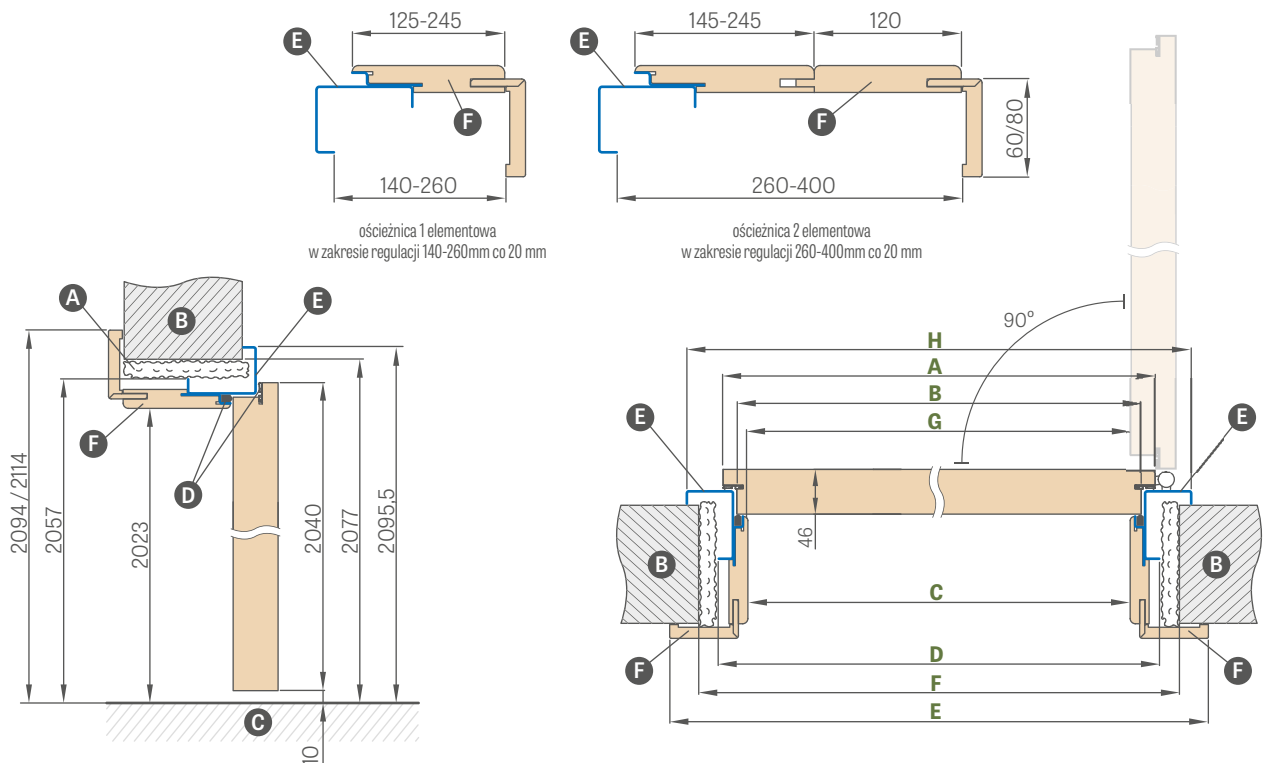 125-245
E
F
140-260
ościeżnica 1 elementowa
w zakresie regulacji 140-260mm co 20 mm
145-245
120
E
F
60/80
260-400
ościeżnica 2 elementowa
w zakresie regulacji 260-400mm co 20 mm
A
B
E
F
D
2094 / 2114
2057
2023
2040
2077
2095,5
C
10
90°
H
A
B
G
E
E
46
B
B
C
F
F
D
F
E